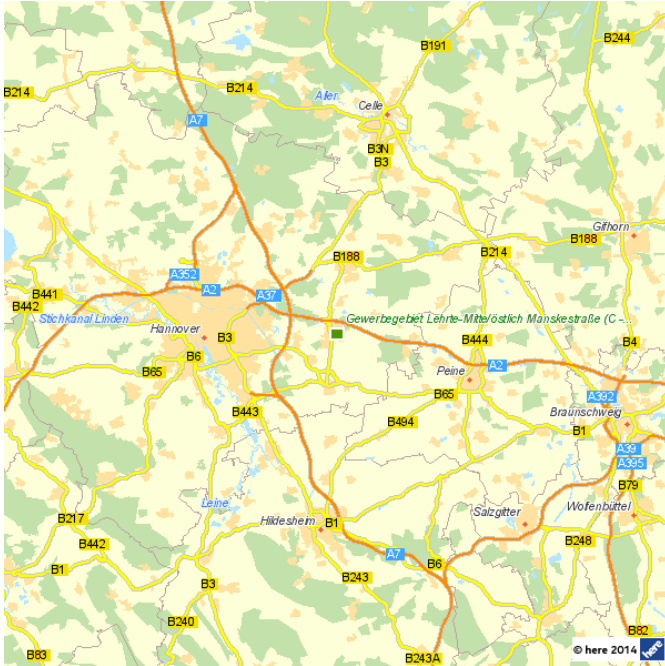 B191
B244
B214
B214
Aller
Celle
A7
B3N
B3
Gifhorn
B188
B188
B214
A352
A2
A37
B441
B442
Stichkanal Linden
Gewerbegebiet Lehrte-Mitte/östlich Manskestraße (C -...
Hannover
B3
B444
B4
B6
A2
B65
Peine
B65
A392
B443
B494
Braunschweig
B1
A39
A395
B79
Leine
Salzgitter
Wofenbüttel
B217
Hildesheim
B1
B442
B248
A7
B6
B1
B3
B243
B240
B82
B83
B243A
© here 2014
here